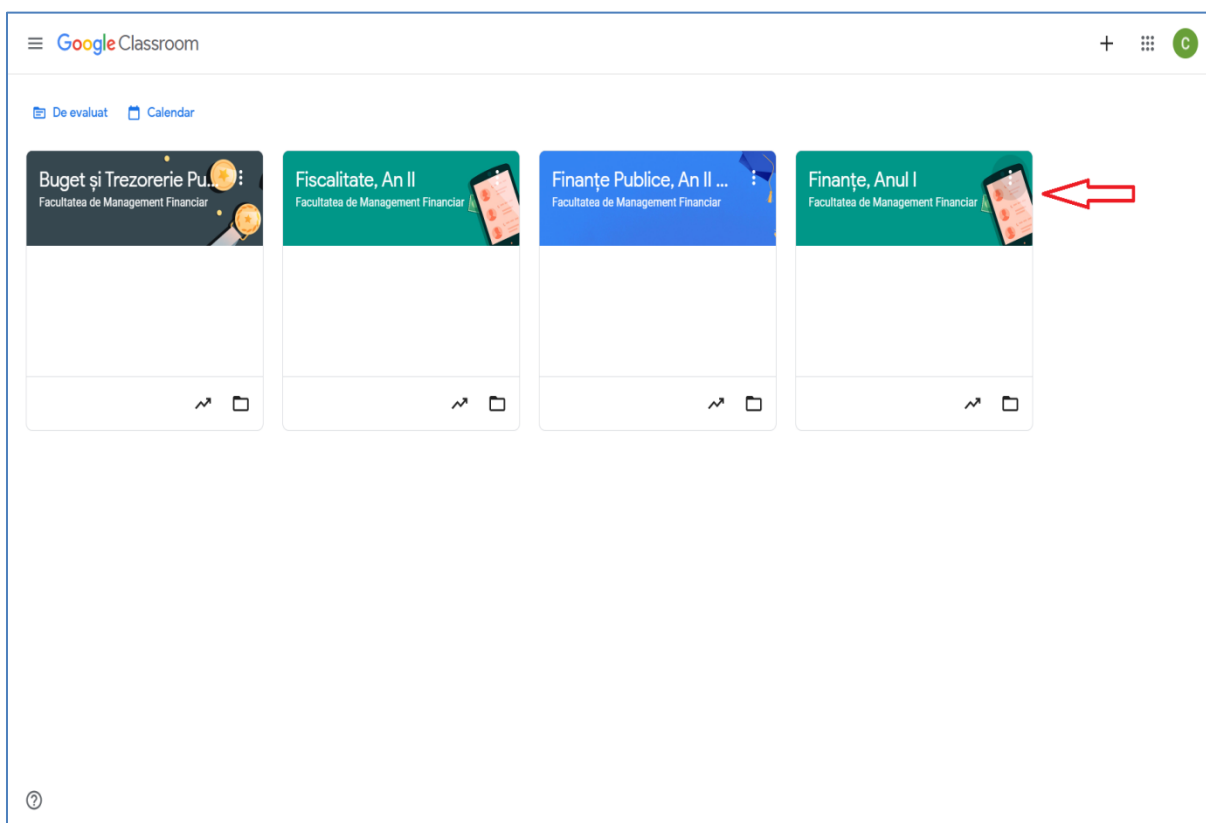 Google Classroom
C
De evaluat
Calendar
Buget și Trezorerie Pu...
Facultatea de Management Financiar
Fiscalitate, An II
Facultatea de Management Financiar
Finanțe Publice, An II ...
Facultatea de Management Financiar
Finanțe, Anul I
Facultatea de Management Financiar